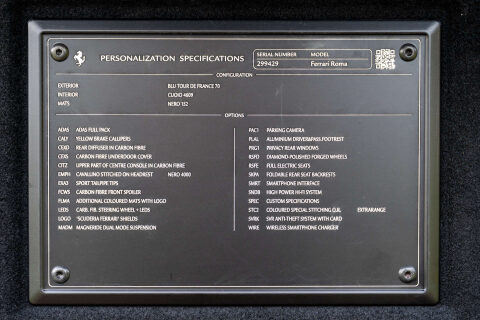 PERSONALIZATION SPECIFICATIONS
SERIAL NUMBER MODEL
299429 Ferrari Roma
CONFIGURATION
EXTERIOR BLU TOUR DE FRANCE 70
INTERIOR CUOIO 4609
MATS NERO 152
OPTIONS
ADAS ADAS FULL PACK
CALY YELLOW BRAKE CALLIPERS
CEXD REAR DIFFUSER IN CARBON FIBRE
CEXS CARBON FIBRE UNDERDOOR COVER
CITZ UPPER PART OF CENTRE CONSOLE IN CARBON FIBRE
EMPH CAVALLINO STITCHED ON HEADREST NERO 4000
EXA3 SPORT TAILPIPE TIPS
FCWS CARBON FIBRE FRONT SPOILER
FLMA ADDITIONAL COLOURED MATS WITH LOGO
LEDS CARB. FIB. STEERING WHEEL + LEDS
LOGO 'SCUDERIA FERRARI' SHIELDS
MADM MAGNERIDE DUAL MODE SUSPENSION
PAC1 PARKING CAMERA
PLAL ALUMINIUM DRIVER&PASS.FOOTREST
PRG1 PRIVACY REAR WINDOWS
RSFD DIAMOND-POLISHED FORGED WHEELS
RSFE FULL ELECTRIC SEATS
SKPA FOLDABLE REAR SEAT BACKRESTS
SMRT SMARTPHONE INTERFACE
SNDB HIGH POWER HI-FI SYSTEM
SPEC CUSTOM SPECIFICATIONS
STC2 COLOURED SPECIAL STITCHING Q.IL EXTRARANGE
SVRK SVR ANTI-THEFT SYSTEM WITH CARD
WIRE WIRELESS SMARTPHONE CHARGER